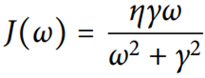 J(ω) = ηγω / (ω² + γ²)